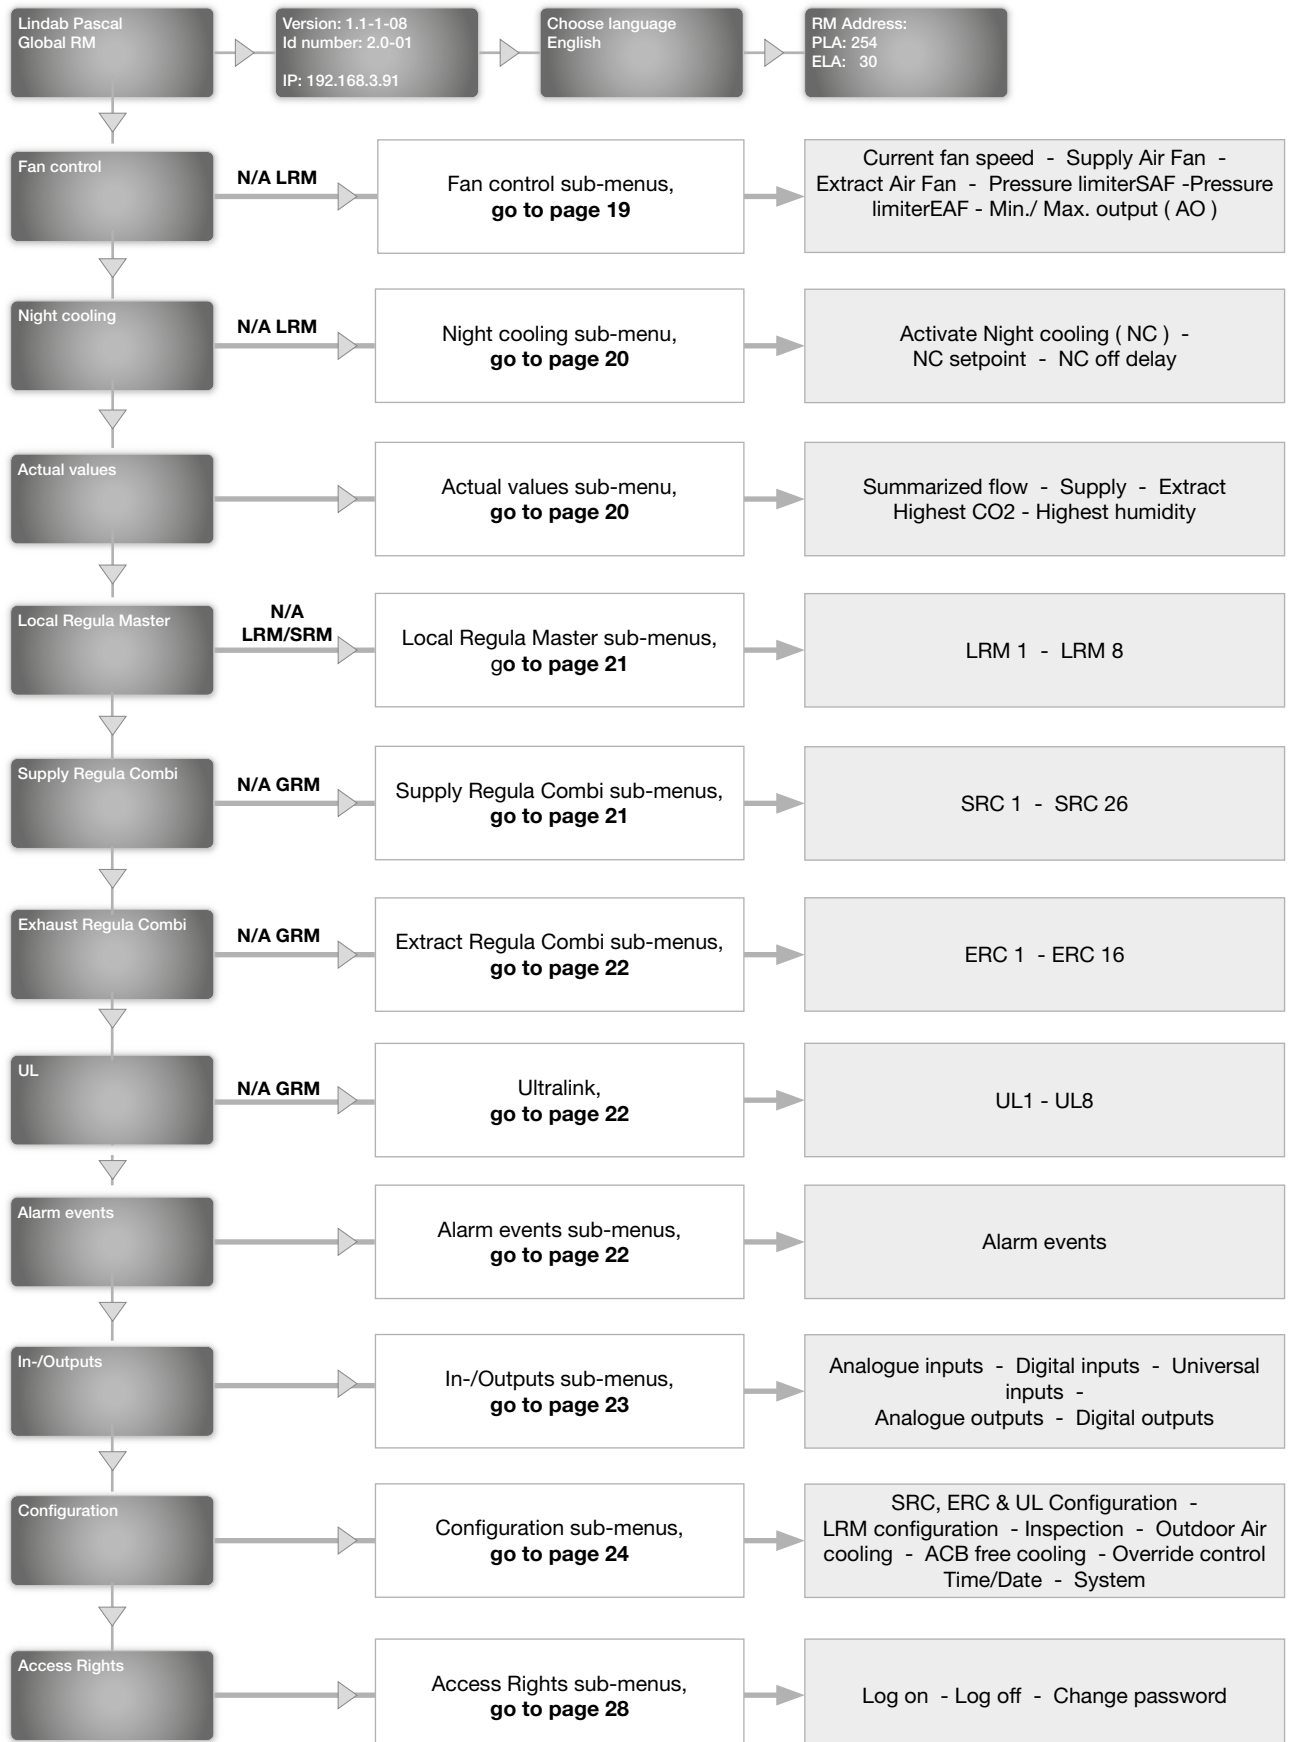 Lindab Pascal
Global RM
Version: 1.1-1-08
Id number: 2.0-01
IP: 192.168.3.91
Choose language
English
RM Address:
PLA: 254
ELA: 30
Fan control
N/A LRM
Fan control sub-menus,
go to page 19
Current fan speed - Supply Air Fan -
Extract Air Fan - Pressure limiterSAF -Pressure
limiterEAF - Min./ Max. output ( AO )
Night cooling
N/A LRM
Night cooling sub-menu,
go to page 20
Activate Night cooling ( NC ) -
NC setpoint - NC off delay
Actual values
Actual values sub-menu,
go to page 20
Summarized flow - Supply - Extract
Highest CO2 - Highest humidity
Local Regula Master
N/A
LRM/SRM
Local Regula Master sub-menus,
go to page 21
LRM 1 - LRM 8
Supply Regula Combi
N/A GRM
Supply Regula Combi sub-menus,
go to page 21
SRC 1 - SRC 26
Exhaust Regula Combi
N/A GRM
Extract Regula Combi sub-menus,
go to page 22
ERC 1 - ERC 16
UL
N/A GRM
Ultralink,
go to page 22
UL1 - UL8
Alarm events
Alarm events sub-menus,
go to page 22
Alarm events
In-/Outputs
In-/Outputs sub-menus,
go to page 23
Analogue inputs - Digital inputs - Universal
inputs -
Analogue outputs - Digital outputs
Configuration
Configuration sub-menus,
go to page 24
SRC, ERC & UL Configuration -
LRM configuration - Inspection - Outdoor Air
cooling - ACB free cooling - Override control
Time/Date - System
Access Rights
Access Rights sub-menus,
go to page 28
Log on - Log off - Change password